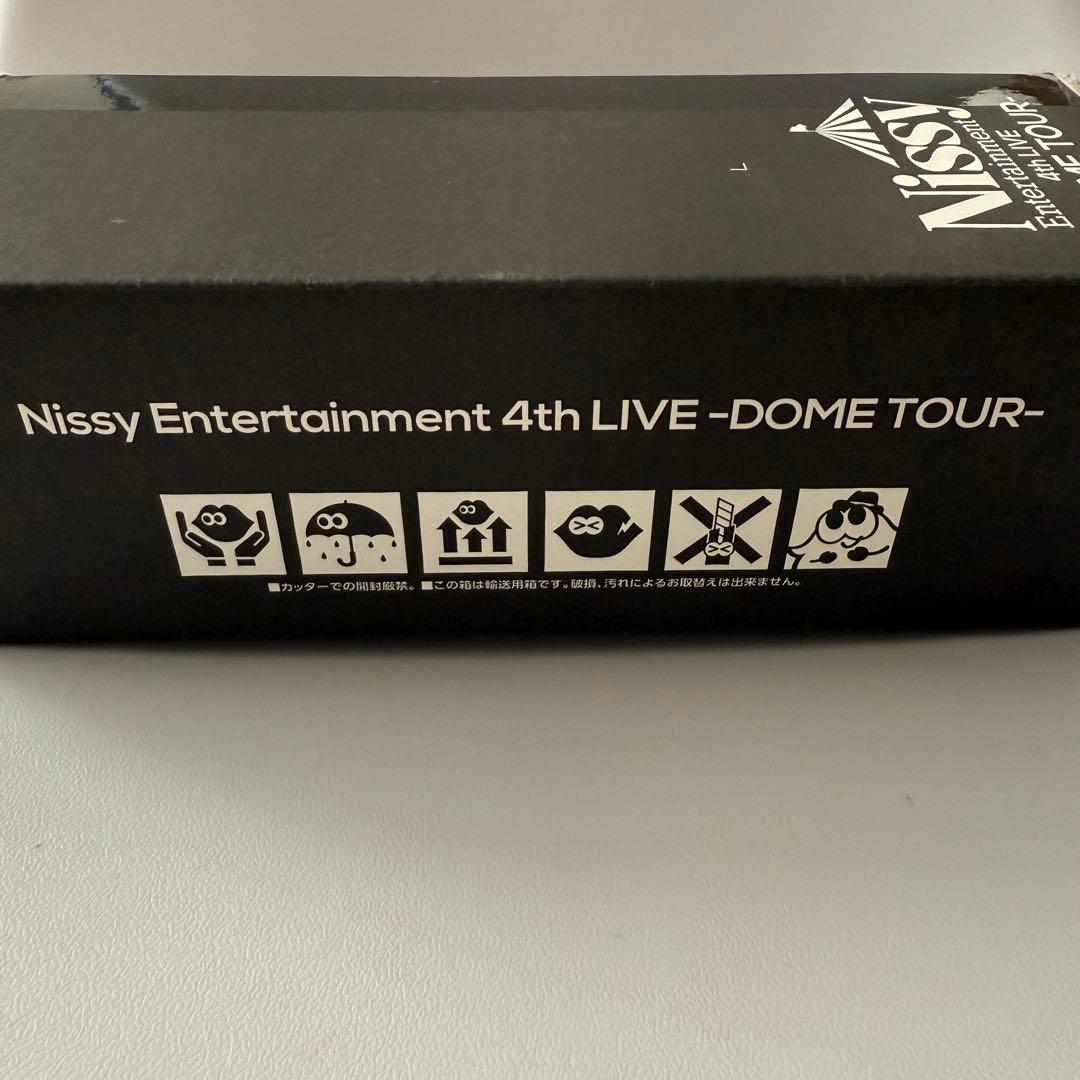 Nissy
Entertainment
4th LIVE
ME TOUR-
Nissy Entertainment 4th LIVE -DOME TOUR-
■カッターでの開封厳禁。■この箱は輸送用箱です。破損、汚れによるお取替えは出来ません。